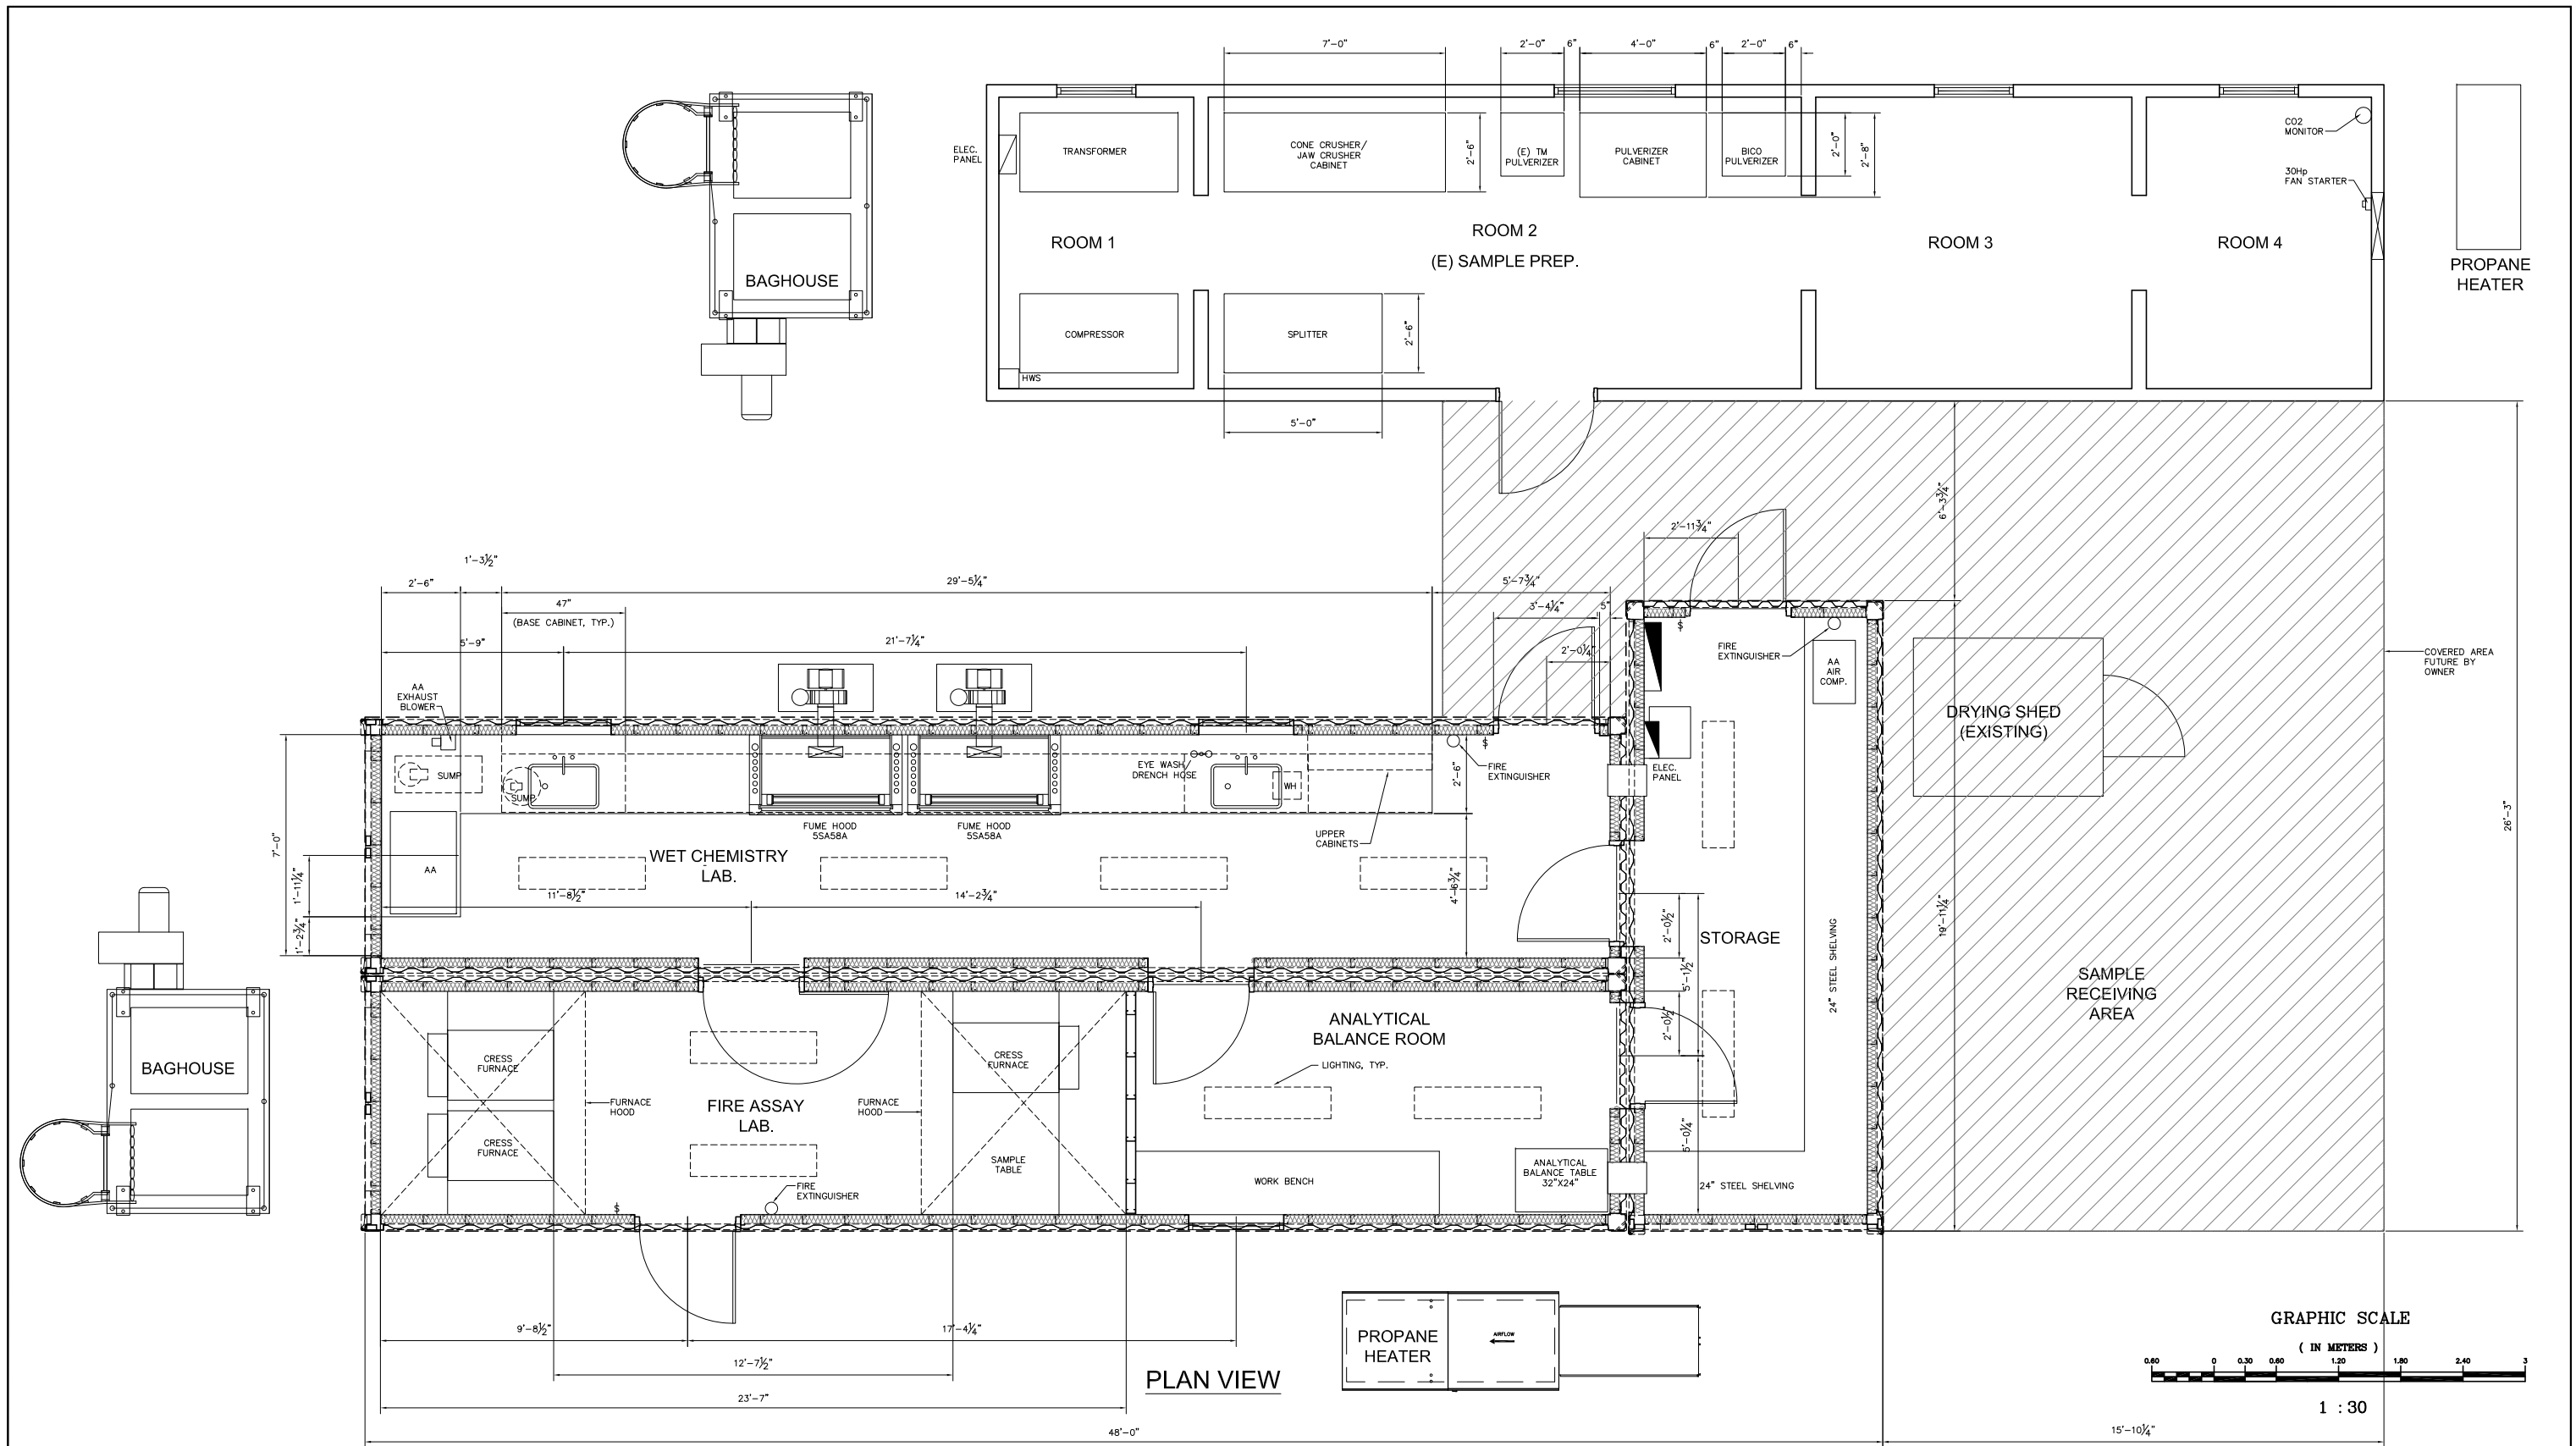 7'-0"
2'-0"
6"
4'-0"
6"
2'-0"
6"
ELEC.
PANEL
TRANSFORMER
CONE CRUSHER/
JAW CRUSHER
CABINET
2'-6"
(E) TM
PULVERIZER
PULVERIZER
CABINET
BICO
PULVERIZER
2'-0"
2'-8"
CO2
MONITOR
30Hp
FAN STARTER
ROOM 1
ROOM 2
(E) SAMPLE PREP.
ROOM 3
ROOM 4
PROPANE
HEATER
BAGHOUSE
COMPRESSOR
SPLITTER
2'-6"
HWS
5'-0"
6'-3¾"
2'-11¾"
1'-3½"
2'-6"
29'-5¼"
5'-7¾"
47"
(BASE CABINET, TYP.)
3'-4¼"
5"
5'-9"
21'-7¼"
2'-0¼"
AA
EXHAUST
BLOWER
FIRE
EXTINGUISHER
AA
AIR
COMP.
COVERED AREA
FUTURE BY
OWNER
DRYING SHED
(EXISTING)
SUMP
SUMP
EYE WASH
DRENCH HOSE
WH
2'-6"
FIRE
EXTINGUISHER
ELEC.
PANEL
FUME HOOD
5SA58A
FUME HOOD
5SA58A
UPPER
CABINETS
7'-0"
1'-11¼"
1'-2¾"
AA
WET CHEMISTRY
LAB.
11'-8½"
14'-2¾"
4'-6¾"
26'-3"
19'-11¼"
2'-0½"
5'-1½"
2'-0½"
5'-0¼"
STORAGE
24" STEEL SHELVING
SAMPLE
RECEIVING
AREA
BAGHOUSE
CRESS
FURNACE
CRESS
FURNACE
FURNACE
HOOD
FIRE ASSAY
LAB.
FURNACE
HOOD
CRESS
FURNACE
SAMPLE
TABLE
ANALYTICAL
BALANCE ROOM
LIGHTING, TYP.
FIRE
EXTINGUISHER
$
$
$
WORK BENCH
ANALYTICAL
BALANCE TABLE
32"X24"
24" STEEL SHELVING
9'-8½"
17'-4¼"
12'-7½"
23'-7"
PLAN VIEW
PROPANE
HEATER
AIRFLOW
GRAPHIC SCALE
( IN METERS )
0.60 0 0.30 0.60 1.20 1.80 2.40 3
1 : 30
48'-0"
15'-10¼"